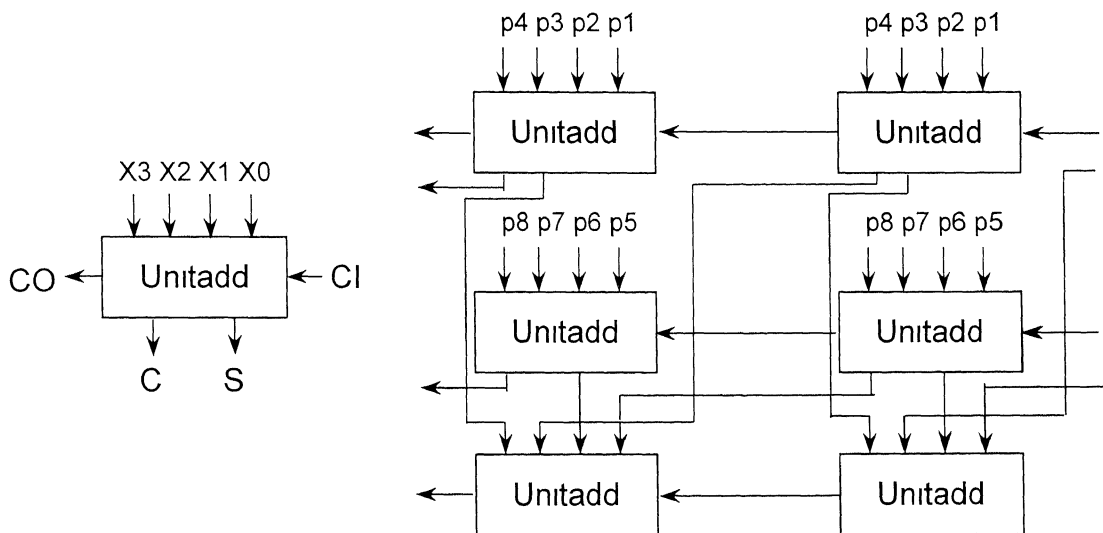 X3 X2 X1 X0
Unıtadd
CO
CI
C
S
p4 p3 p2 p1
p4 p3 p2 p1
Unıtadd
Unıtadd
p8 p7 p6 p5
p8 p7 p6 p5
Unıtadd
Unıtadd
Unıtadd
Unıtadd